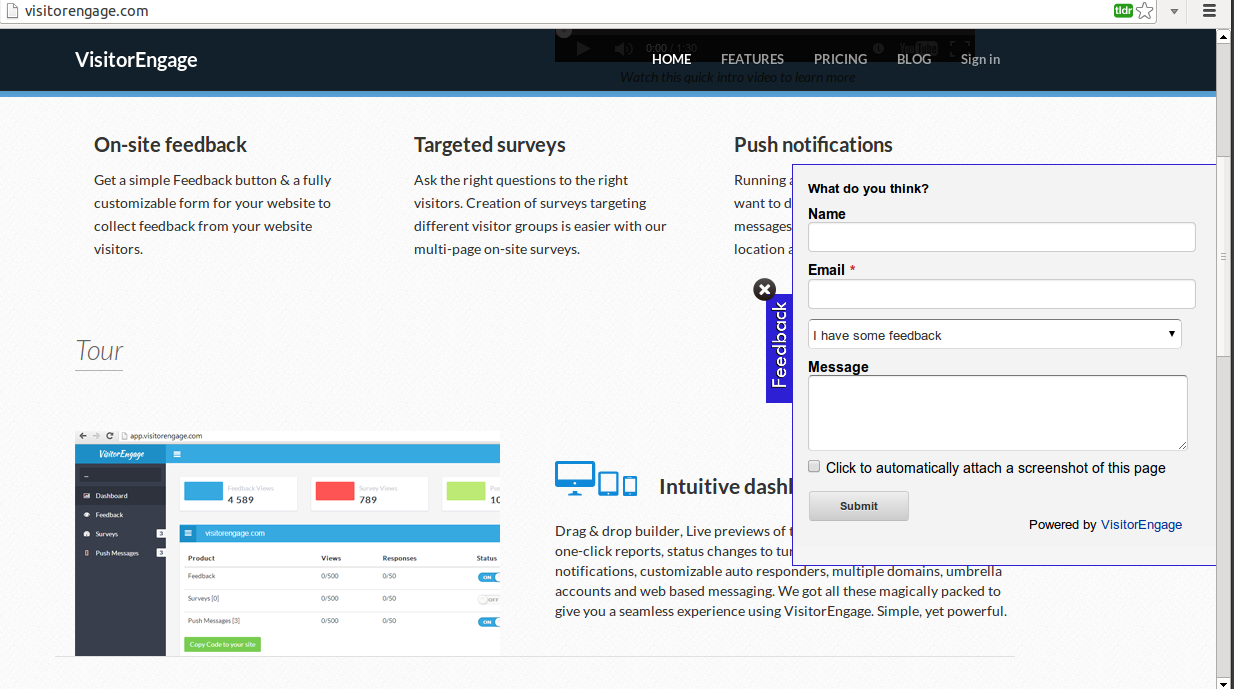 visitorengage.com
tldr
VisitorEngage
0:00 / 1:30
YouTube
HOME
FEATURES
PRICING
BLOG
Sign in
Watch this quick intro video to learn more
On-site feedback
Get a simple Feedback button & a fully
customizable form for your website to
collect feedback from your website
visitors.
Targeted surveys
Ask the right questions to the right
visitors. Creation of surveys targeting
different visitor groups is easier with our
multi-page on-site surveys.
Push notifications
Running
want to d
messages
location a
What do you think?
Name
Email *
I have some feedback
Message
Click to automatically attach a screenshot of this page
Submit
Powered by VisitorEngage
Feedback
Tour
app.visitorengage.com
VisitorEngage
Dashboard
Feedback
Surveys 3
Push Messages 3
Feedback Views
4 589
Survey Views
789
Pu
10
visitorengage.com
Product Views Responses Status
Feedback 0/500 0/50 ON
Surveys [0] 0/500 0/50 OFF
Push Messages [3] 0/500 0/50 ON
Copy Code to your site
Intuitive dashl
Drag & drop builder, Live previews of
one-click reports, status changes to tur
notifications, customizable auto responders, multiple domains, umbrella
accounts and web based messaging. We got all these magically packed to
give you a seamless experience using VisitorEngage. Simple, yet powerful.